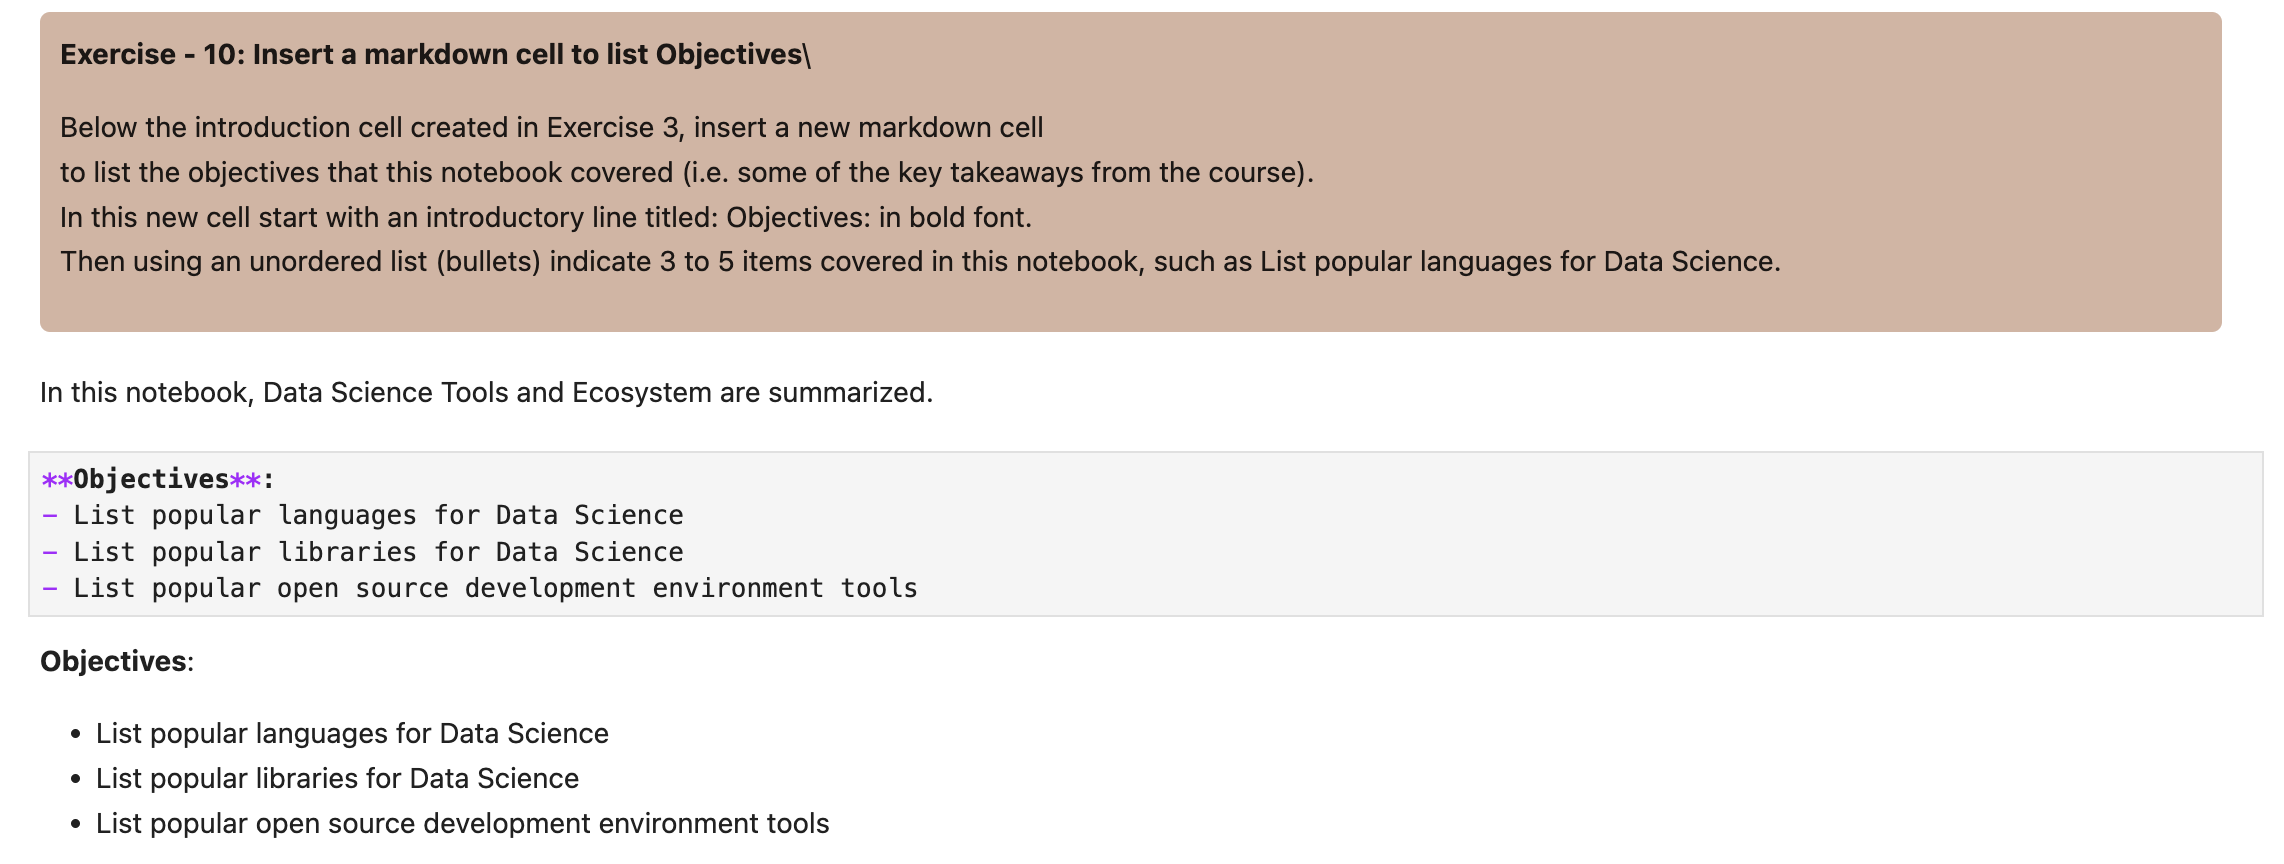 Exercise - 10: Insert a markdown cell to list Objectives\
Below the introduction cell created in Exercise 3, insert a new markdown cell
to list the objectives that this notebook covered (i.e. some of the key takeaways from the course).
In this new cell start with an introductory line titled: Objectives: in bold font.
Then using an unordered list (bullets) indicate 3 to 5 items covered in this notebook, such as List popular languages for Data Science.
In this notebook, Data Science Tools and Ecosystem are summarized.
**Objectives**:
- List popular languages for Data Science
- List popular libraries for Data Science
- List popular open source development environment tools
Objectives:
• List popular languages for Data Science
• List popular libraries for Data Science
• List popular open source development environment tools